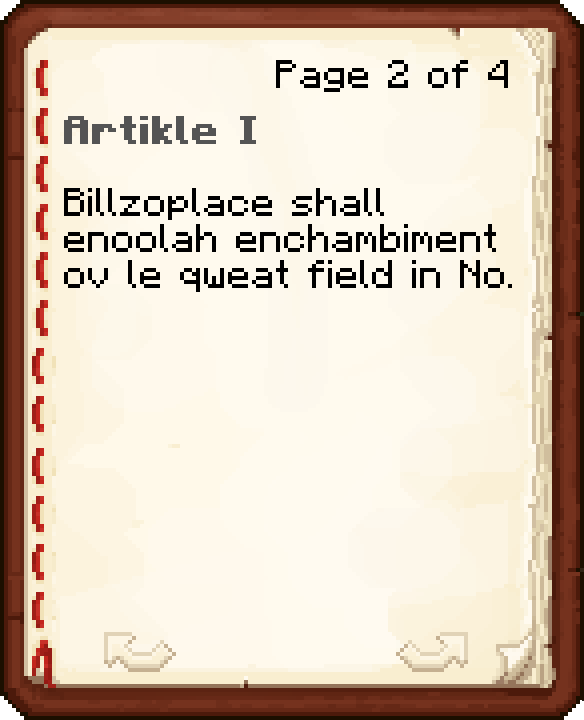 Page 2 of 4
Artikle I
Billzoplace shall
enoolah enchambiment
ov le qweat field in No.